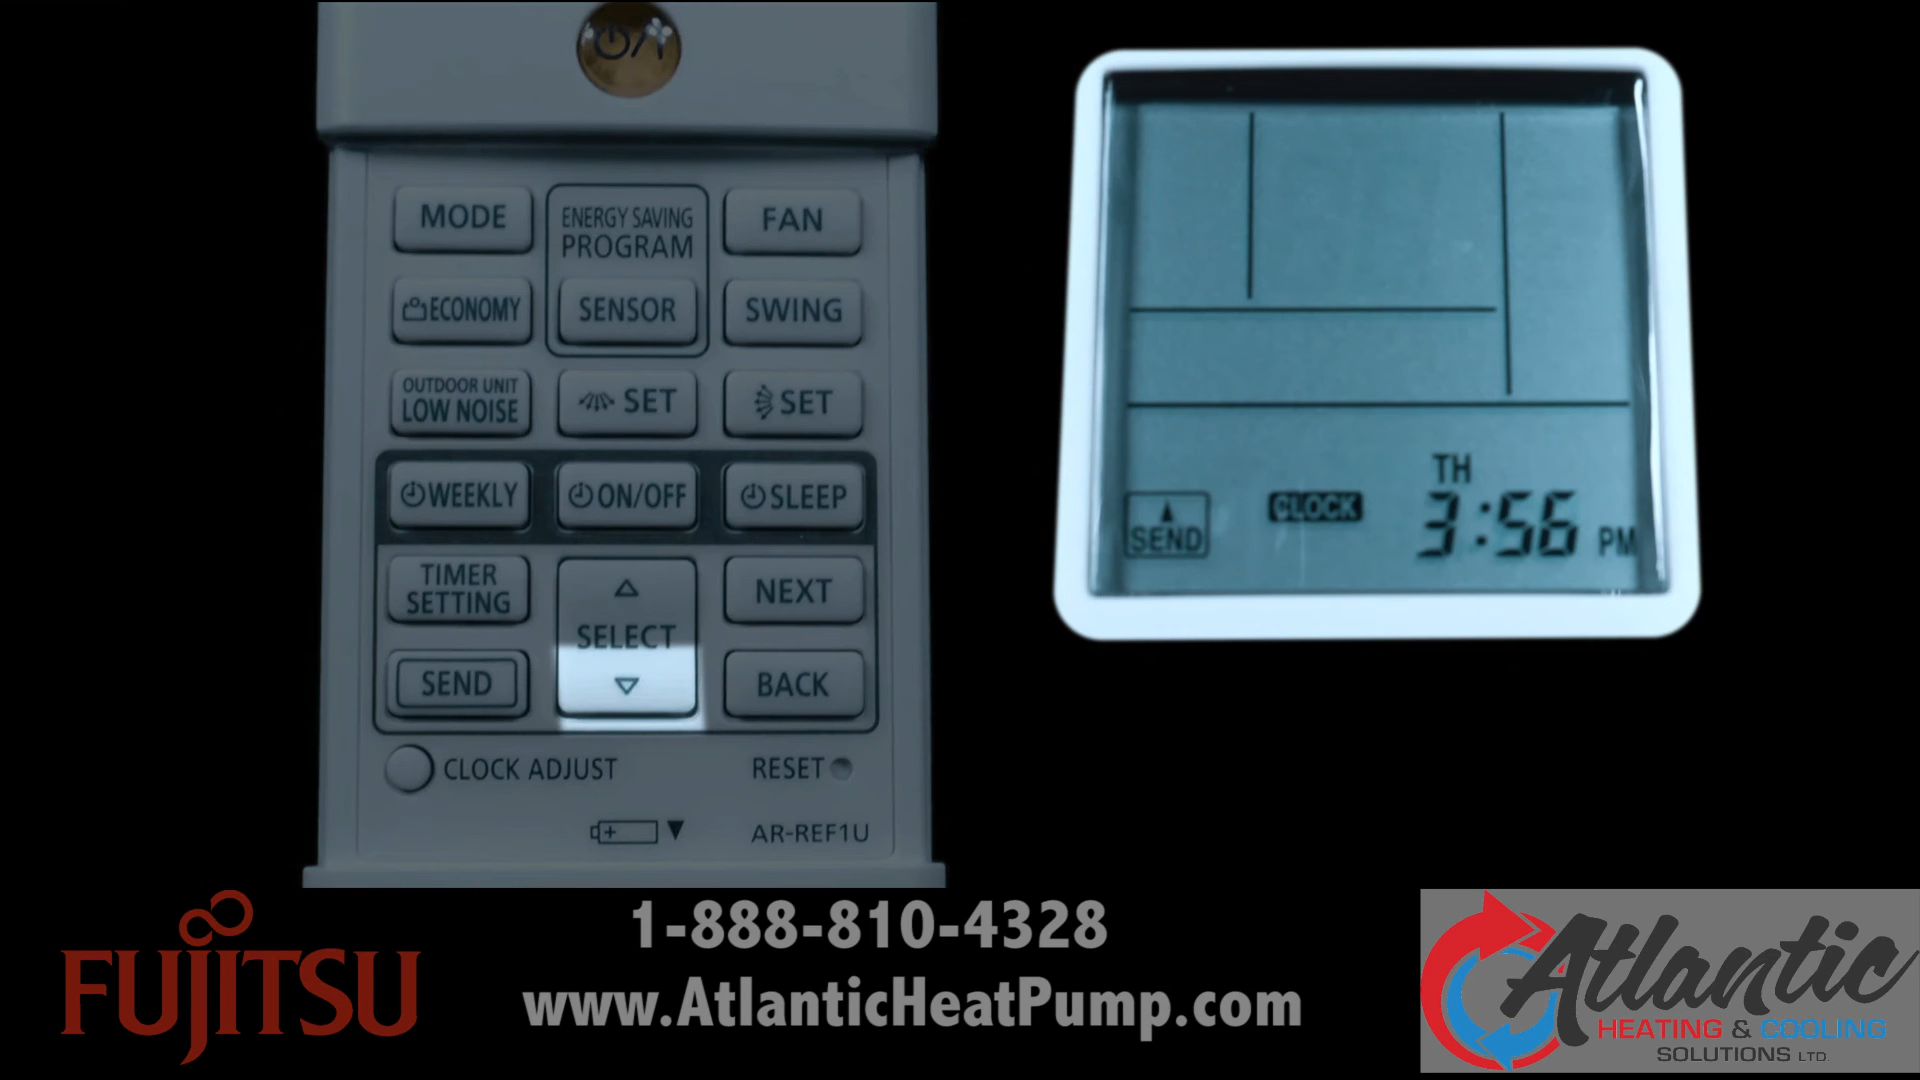 MODE
ENERGY SAVING
PROGRAM
FAN
ECONOMY
SENSOR
SWING
OUTDOOR UNIT
LOW NOISE
SET
SET
WEEKLY
ON/OFF
SLEEP
TIMER
SETTING
SELECT
NEXT
SEND
BACK
CLOCK ADJUST
RESET
AR-REF1U
TH
SEND
CLOCK
3:56 PM
FUJITSU
1-888-810-4328
www.AtlanticHeatPump.com
Atlantic
HEATING & COOLING
SOLUTIONS LTD.